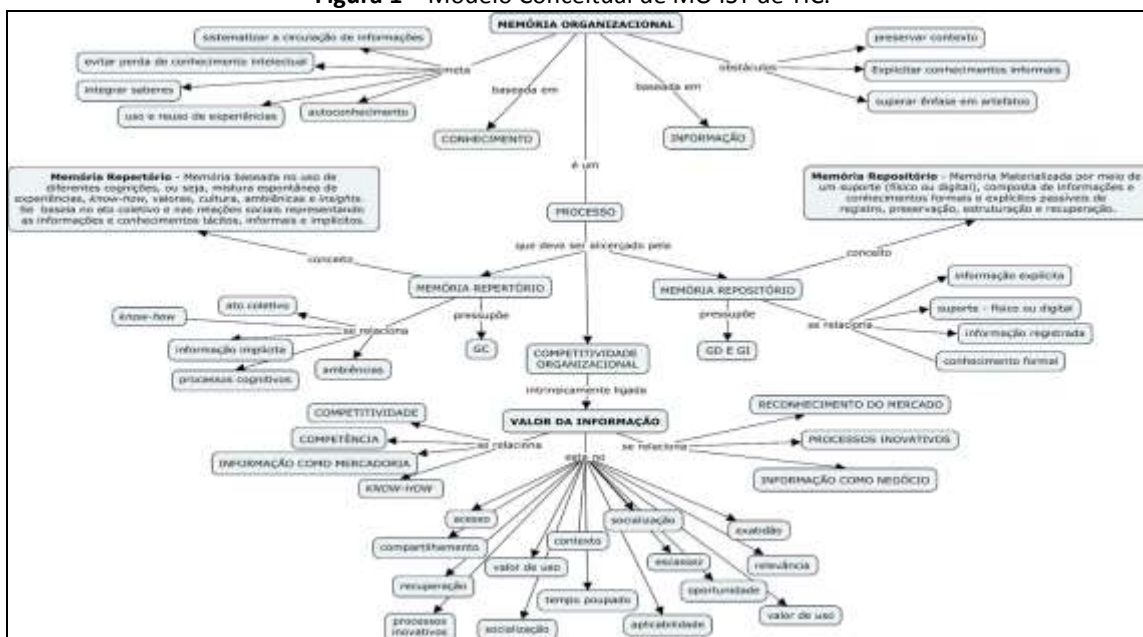 Figura 1 – Modelo Conceitual de MO IST de TIC.
MEMÓRIA ORGANIZACIONAL
sistematizar a circulação de informações
evitar perda de conhecimento intelectual
integrar saberes
uso e reuso de experiências
autoconhecimento
meta
baseada em
baseada em
obstáculos
preservar contexto
Explicitar conhecimentos informais
superar ênfase em artefatos
CONHECIMENTO
INFORMAÇÃO
é um
Memória Repertório - Memória baseada no uso de
diferentes cognições, ou seja, mistura espontânea de
experiências, know-how, valores, cultura, ambiências e insights.
Se baseia no ato coletivo e nas relações sociais representando
as informações e conhecimentos tácitos, informais e implícitos.
Memória Repositório - Memória Materializada por meio de
um suporte (físico ou digital), composta de informações e
conhecimentos formais e explícitos passíveis de
registro, preservação, estruturação e recuperação.
PROCESSO
que deve ser alicerçado pela
conceito
conceito
MEMÓRIA REPERTÓRIO
MEMÓRIA REPOSITÓRIO
pressupõe
pressupõe
GC
GD E GI
se relaciona
know-how
ato coletivo
informação implícita
processos cognitivos
ambiências
se relaciona
informação explícita
suporte - físico ou digital
informação registrada
conhecimento formal
COMPETITIVIDADE
ORGANIZACIONAL
intrinsicamente ligada
VALOR DA INFORMAÇÃO
se relaciona
COMPETITIVIDADE
COMPETÊNCIA
INFORMAÇÃO COMO MERCADORIA
KNOW-HOW
se relaciona
RECONHECIMENTO DO MERCADO
PROCESSOS INOVATIVOS
INFORMAÇÃO COMO NEGÓCIO
esta no
acesso
socialização
exatidão
compartilhamento
contexto
escassez
relevância
recuperação
valor de uso
oportunidade
tempo poupado
valor de uso
processos
inovativos
socialização
aplicabilidade